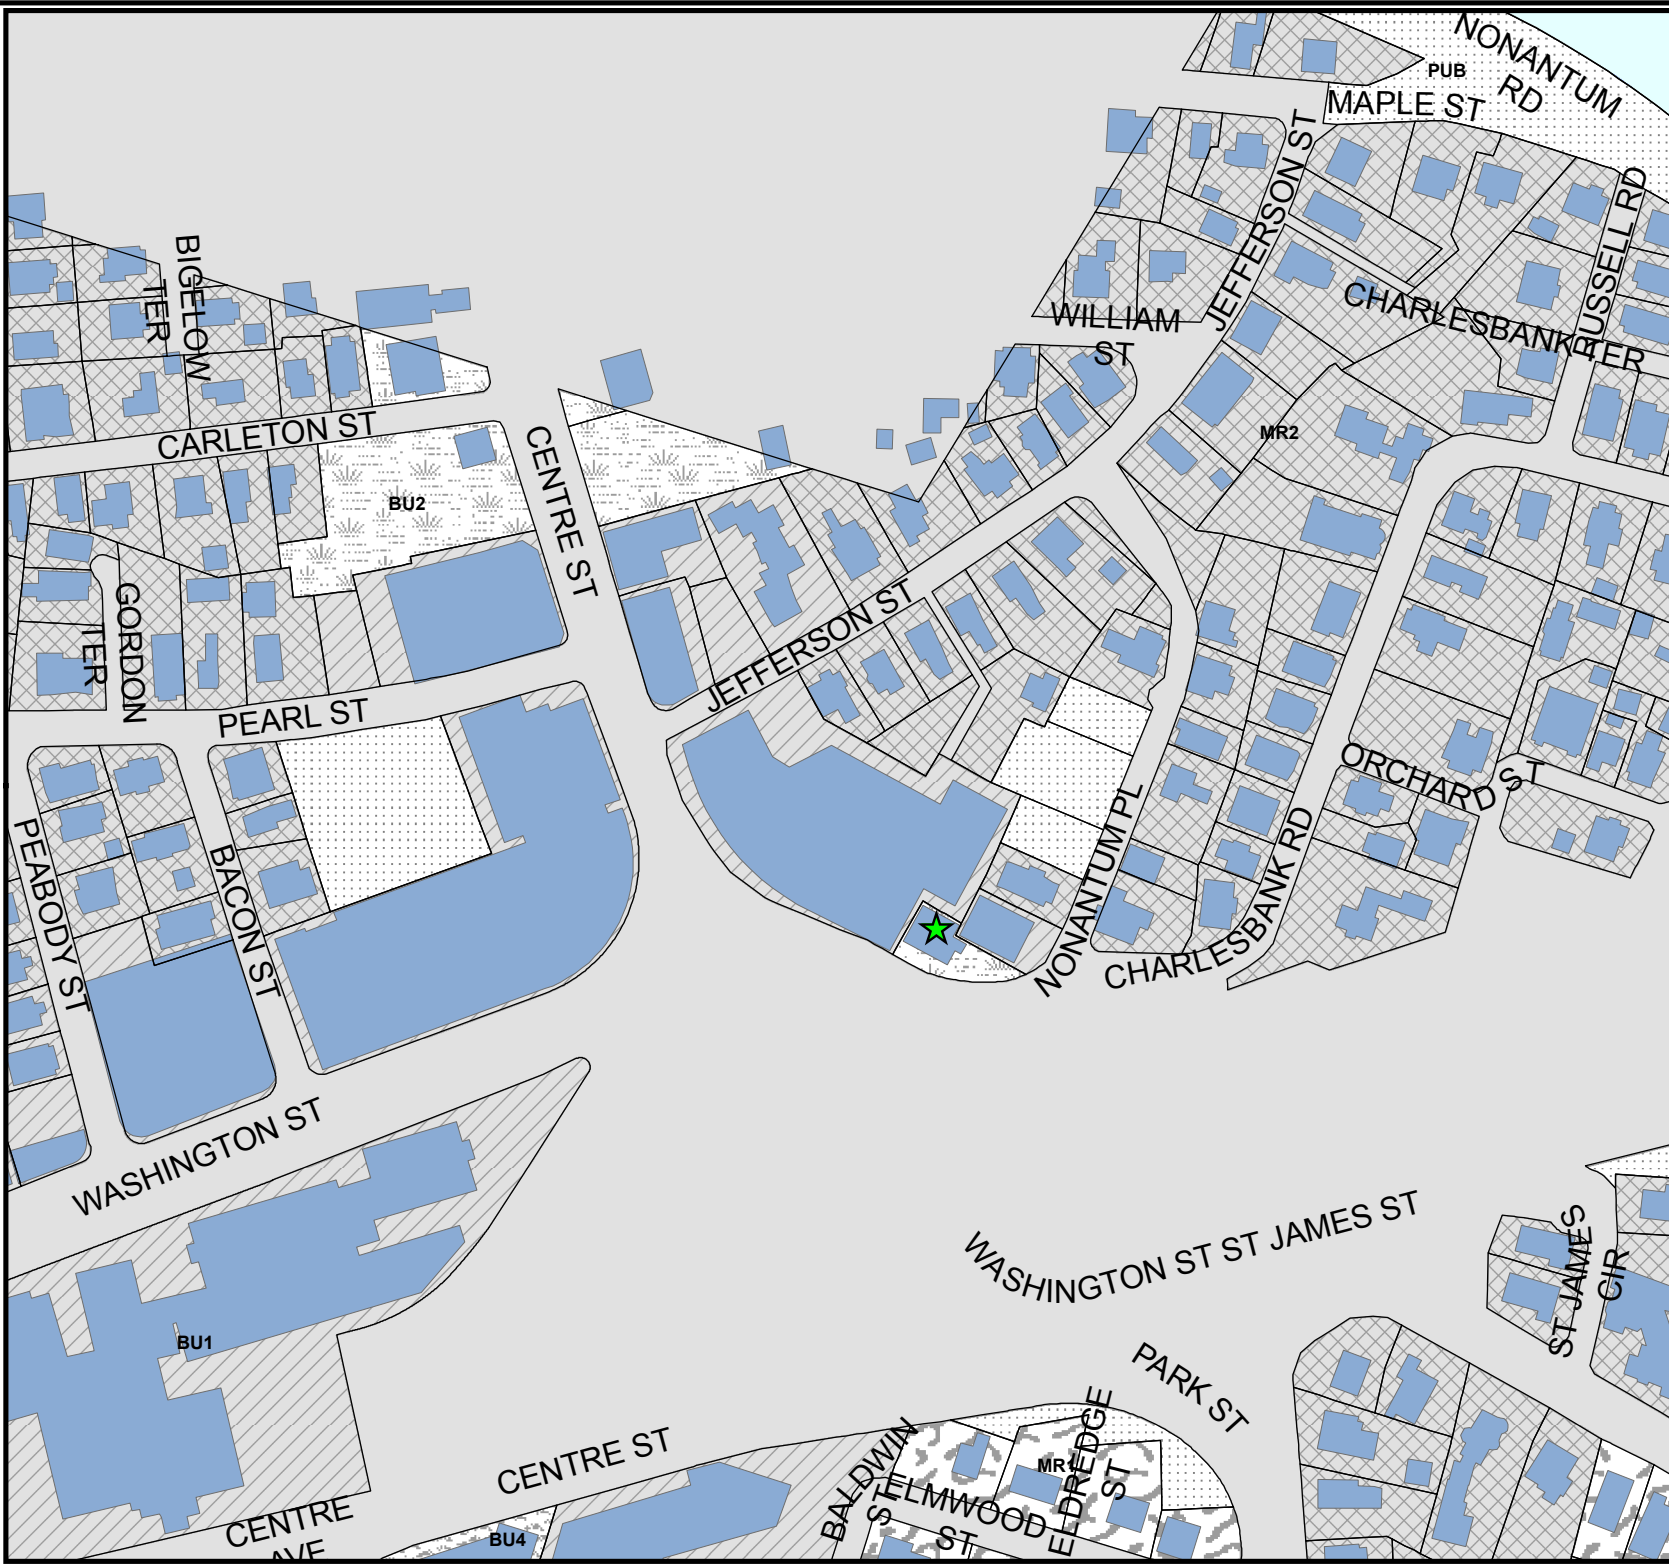 NONANTUM
RD
PUB
MAPLE ST
JEFFERSON ST
RUSSELL RD
BIGELOW
TER
CHARLESBANK TER
WILLIAM
ST
CARLETON ST
CENTRE ST
MR2
BU2
GORDON
TER
JEFFERSON ST
PEARL ST
ORCHARD ST
PEABODY ST
BACON ST
NONANTUM PL
CHARLESBANK RD
WASHINGTON ST
WASHINGTON ST ST JAMES ST
ST JAMES
CIR
BU1
PARK ST
CENTRE ST
BALDWIN
ST
MR1
ELDREDGE
ST
ELMWOOD
ST
CENTRE
AVE
BU4